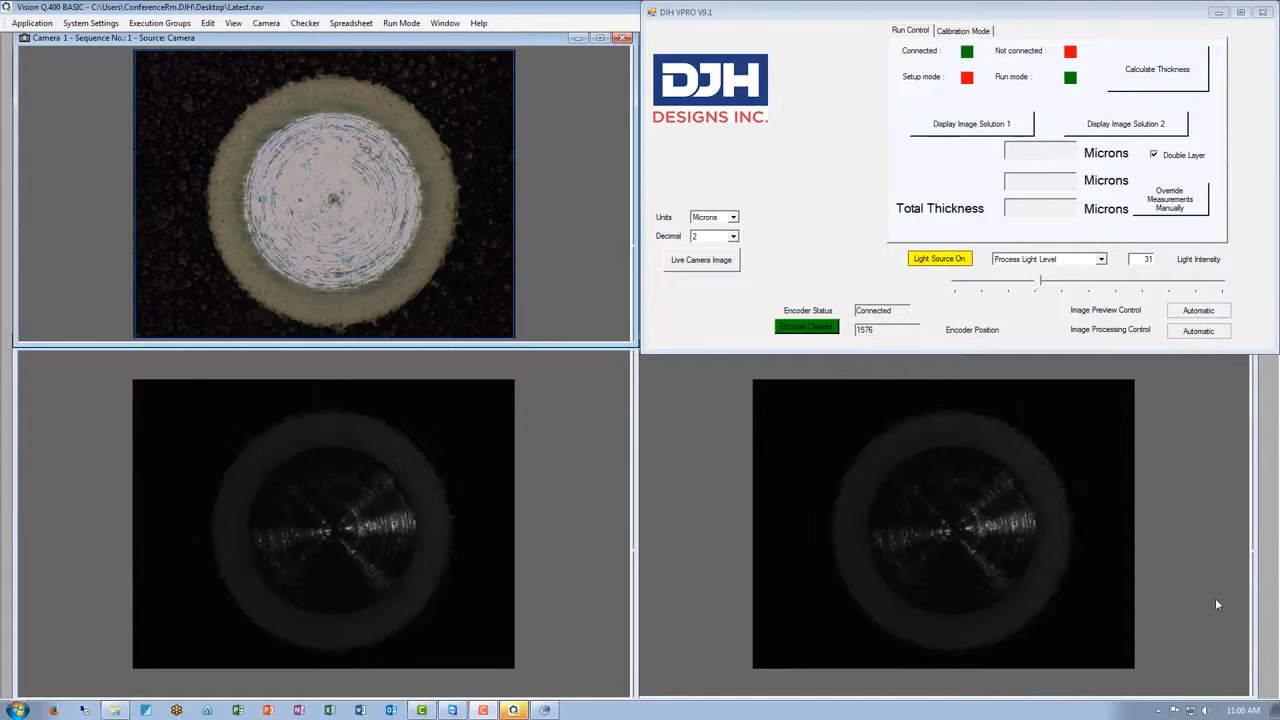 Vision Q.400 BASIC - C:\Users\ConferenceRm.DJH\Desktop\Latest.nav
Application System Settings Execution Groups Edit View Camera Checker Spreadsheet Run Mode Window Help
Camera 1 - Sequence No.: 1 - Source: Camera
DJH VPRO V9.1
Run Control Calibration Mode
Connected : Not connected :
Setup mode : Run mode :
Calculate Thickness
DJH
DESIGNS INC.
Display Image Solution 1 Display Image Solution 2
Microns Double Layer
Microns
Override Measurements Manually
Total Thickness Microns
Units Microns
Decimal 2
Live Camera Image
Light Source On Process Light Level 31 Light Intensity
Encoder Status Connected Image Preview Control Automatic
Encoder Cleared 1576 Encoder Position Image Processing Control Automatic
11:00 AM